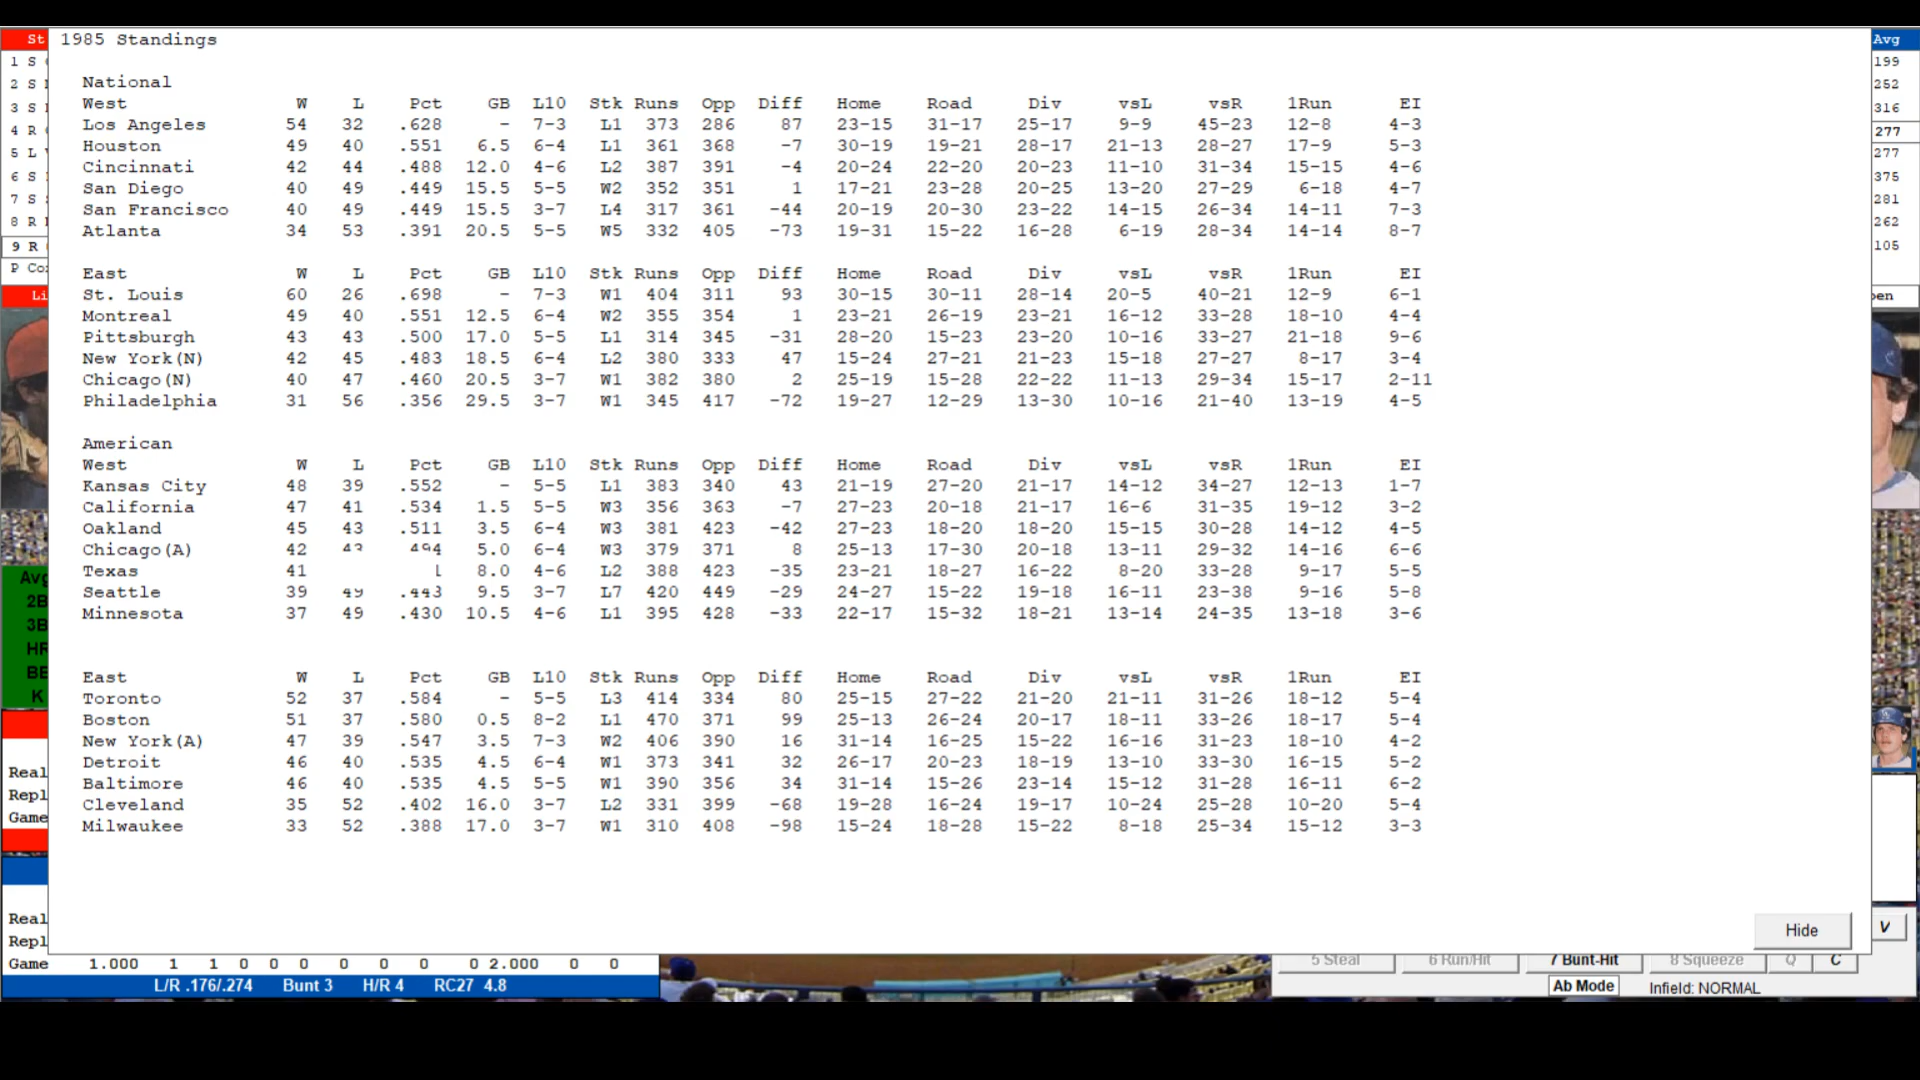 1985 Standings
National
West W L Pct GB L10 Stk Runs Opp Diff Home Road Div vsL vsR 1Run EI
Los Angeles 54 32 .628 - 7-3 L1 373 286 87 23-15 31-17 25-17 9-9 45-23 12-8 4-3
Houston 49 40 .551 6.5 6-4 L1 361 368 -7 30-19 19-21 28-17 21-13 28-27 17-9 5-3
Cincinnati 42 44 .488 12.0 4-6 L2 387 391 -4 20-24 22-20 20-23 11-10 31-34 15-15 4-6
San Diego 40 49 .449 15.5 5-5 W2 352 351 1 17-21 23-28 20-25 13-20 27-29 6-18 4-7
San Francisco 40 49 .449 15.5 3-7 L4 317 361 -44 20-19 20-30 23-22 14-15 26-34 14-11 7-3
Atlanta 34 53 .391 20.5 5-5 W5 332 405 -73 19-31 15-22 16-28 6-19 28-34 14-14 8-7
East W L Pct GB L10 Stk Runs Opp Diff Home Road Div vsL vsR 1Run EI
St. Louis 60 26 .698 - 7-3 W1 404 311 93 30-15 30-11 28-14 20-5 40-21 12-9 6-1
Montreal 49 40 .551 12.5 6-4 W2 355 354 1 23-21 26-19 23-21 16-12 33-28 18-10 4-4
Pittsburgh 43 43 .500 17.0 5-5 L1 314 345 -31 28-20 15-23 23-20 10-16 33-27 21-18 9-6
New York(N) 42 45 .483 18.5 6-4 L2 380 333 47 15-24 27-21 21-23 15-18 27-27 8-17 3-4
Chicago(N) 40 47 .460 20.5 3-7 W1 382 380 2 25-19 15-28 22-22 11-13 29-34 15-17 2-11
Philadelphia 31 56 .356 29.5 3-7 W1 345 417 -72 19-27 12-29 13-30 10-16 21-40 13-19 4-5
American
West W L Pct GB L10 Stk Runs Opp Diff Home Road Div vsL vsR 1Run EI
Kansas City 48 39 .552 - 5-5 L1 383 340 43 21-19 27-20 21-17 14-12 34-27 12-13 1-7
California 47 41 .534 1.5 5-5 W3 356 363 -7 27-23 20-18 21-17 16-6 31-35 19-12 3-2
Oakland 45 43 .511 3.5 6-4 W3 381 423 -42 27-23 18-20 18-20 15-15 30-28 14-12 4-5
Chicago(A) 42 43 .494 5.0 6-4 W3 379 371 8 25-13 17-30 20-18 13-11 29-32 14-16 6-6
Texas 41 8.0 4-6 L2 388 423 -35 23-21 18-27 16-22 8-20 33-28 9-17 5-5
Seattle 39 49 .443 9.5 3-7 L7 420 449 -29 24-27 15-22 19-18 16-11 23-38 9-16 5-8
Minnesota 37 49 .430 10.5 4-6 L1 395 428 -33 22-17 15-32 18-21 13-14 24-35 13-18 3-6
East W L Pct GB L10 Stk Runs Opp Diff Home Road Div vsL vsR 1Run EI
Toronto 52 37 .584 - 5-5 L3 414 334 80 25-15 27-22 21-20 21-11 31-26 18-12 5-4
Boston 51 37 .580 0.5 8-2 L1 470 371 99 25-13 26-24 20-17 18-11 33-26 18-17 5-4
New York(A) 47 39 .547 3.5 7-3 W2 406 390 16 31-14 16-25 15-22 16-16 31-23 18-10 4-2
Detroit 46 40 .535 4.5 6-4 W1 373 341 32 26-17 20-23 18-19 13-10 33-30 16-15 5-2
Baltimore 46 40 .535 4.5 5-5 W1 390 356 34 31-14 15-26 23-14 15-12 31-28 16-11 6-2
Cleveland 35 52 .402 16.0 3-7 L2 331 399 -68 19-28 16-24 19-17 10-24 25-28 10-20 5-4
Milwaukee 33 52 .388 17.0 3-7 W1 310 408 -98 15-24 18-28 15-22 8-18 25-34 15-12 3-3
Hide
St
1 S
2 S
3 S
4 R
5 L
6 S
7 S
8 R
9 R
P Co
Li
Avg
2B
3B
HR
BB
K
Real
Repl
Game
Real
Repl
Game 1.000 1 1 0 0 0 0 0 0 0 2.000 0 0
L/R .176/.274 Bunt 3 H/R 4 RC27 4.8
Avg
199
252
316
277
277
375
281
262
105
pen
V
5 Steal 6 Run/Hit 7 Bunt-Hit 8 Squeeze Q C
Ab Mode Infield: NORMAL